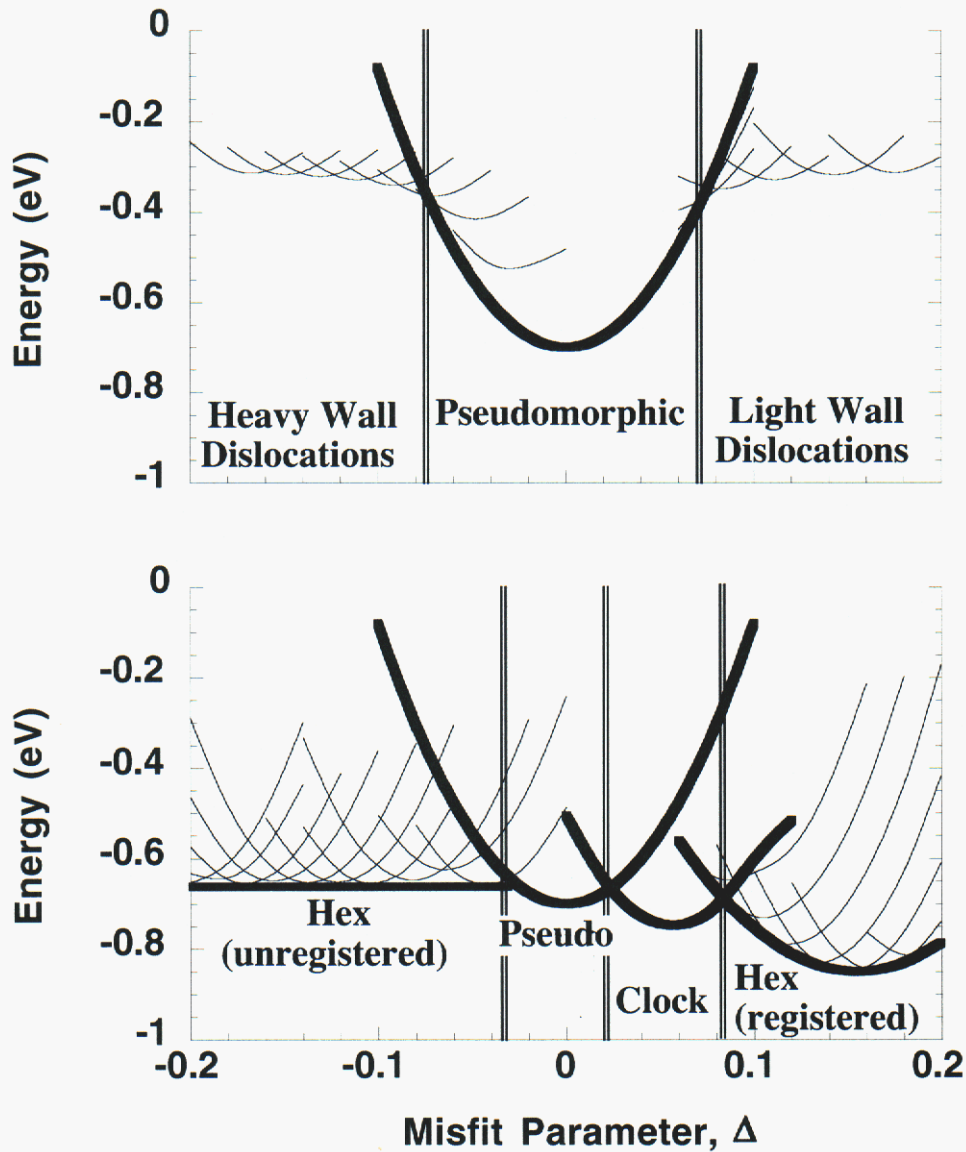 0
-0.2
-0.4
-0.6
-0.8
-1
Energy (eV)
Heavy Wall
Dislocations
Pseudomorphic
Light Wall
Dislocations
0
-0.2
-0.4
-0.6
-0.8
-1
Energy (eV)
Hex
(unregistered)
Pseudo
Clock
Hex
(registered)
-0.2
-0.1
0
0.1
0.2
Misfit Parameter, Δ